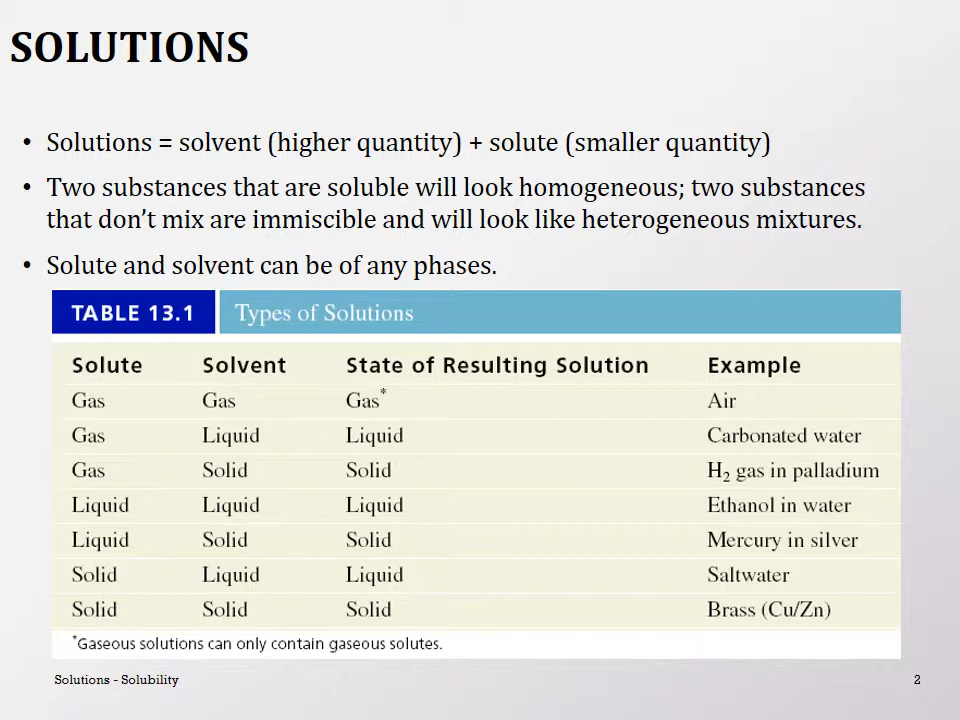 SOLUTIONS
• Solutions = solvent (higher quantity) + solute (smaller quantity)
• Two substances that are soluble will look homogeneous; two substances
that don't mix are immiscible and will look like heterogeneous mixtures.
• Solute and solvent can be of any phases.
TABLE 13.1 Types of Solutions
Solute Solvent State of Resulting Solution Example
Gas Gas Gas* Air
Gas Liquid Liquid Carbonated water
Gas Solid Solid H₂ gas in palladium
Liquid Liquid Liquid Ethanol in water
Liquid Solid Solid Mercury in silver
Solid Liquid Liquid Saltwater
Solid Solid Solid Brass (Cu/Zn)
*Gaseous solutions can only contain gaseous solutes.
Solutions - Solubility 2